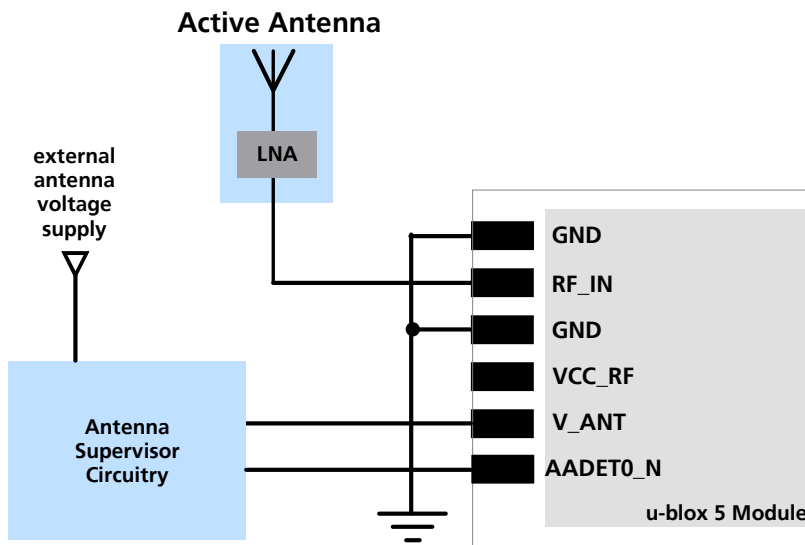 Active Antenna
LNA
external
antenna
voltage
supply
GND
RF_IN
GND
VCC_RF
V_ANT
AADET0_N
Antenna
Supervisor
Circuitry
u-blox 5 Module